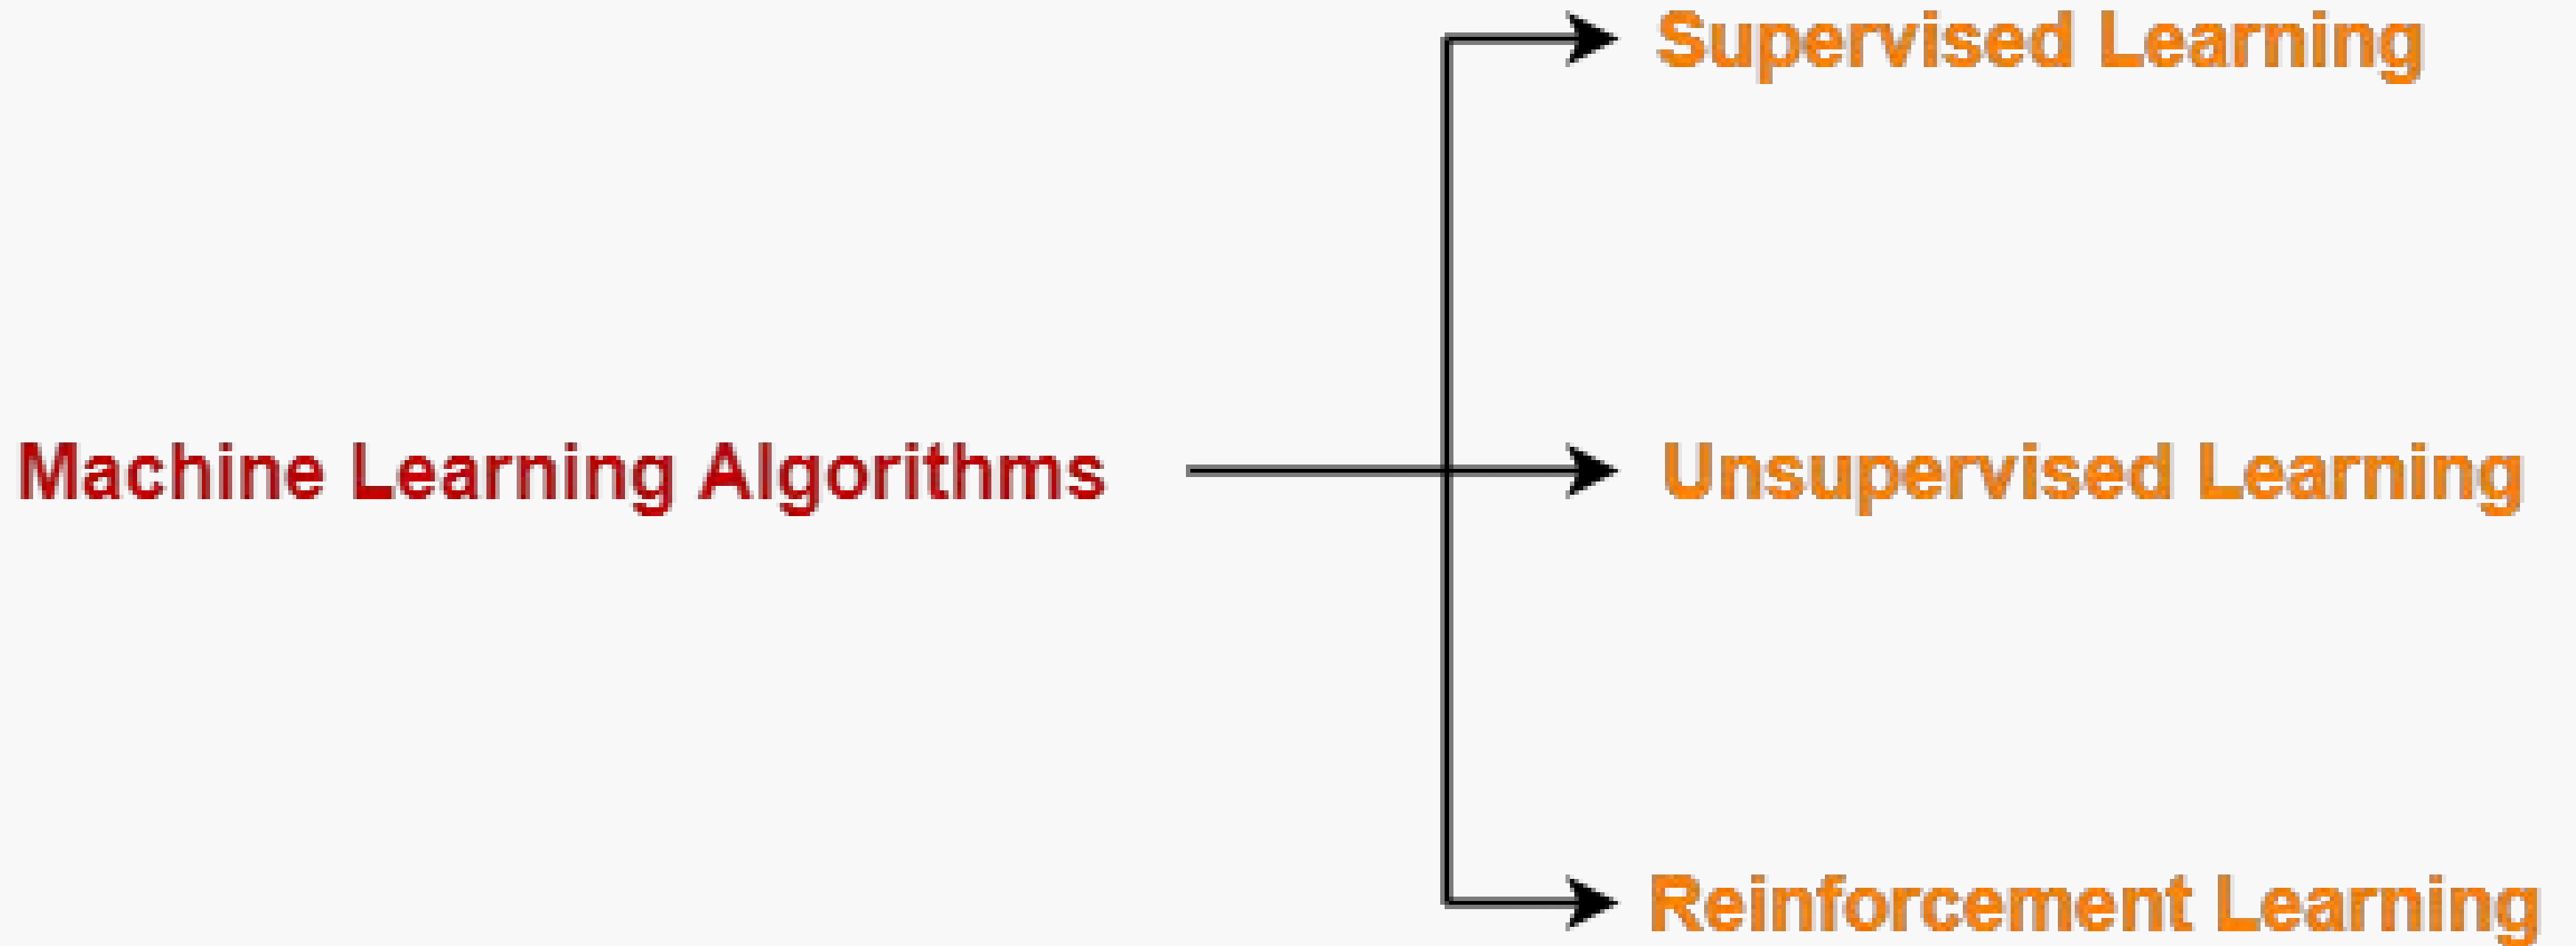 Supervised Learning
Machine Learning Algorithms
Unsupervised Learning
Reinforcement Learning